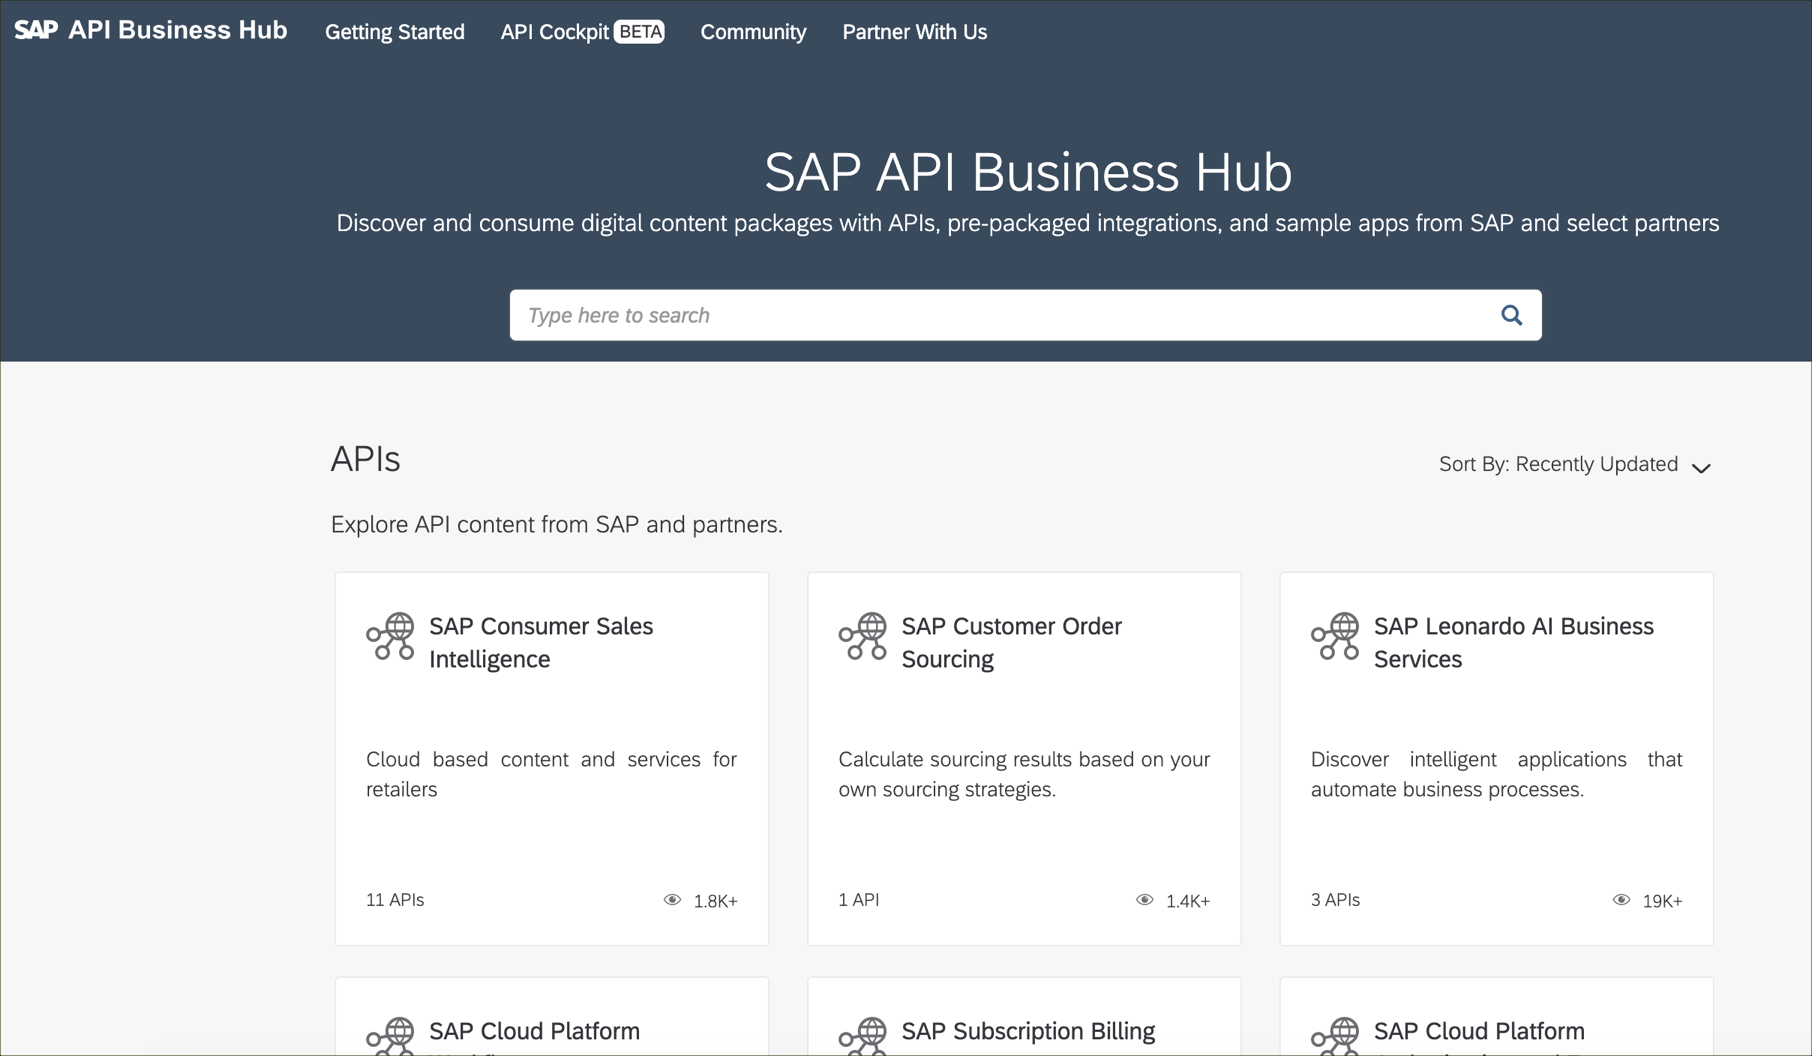 SAP API Business Hub Getting Started API Cockpit BETA Community Partner With Us
SAP API Business Hub
Discover and consume digital content packages with APIs, pre-packaged integrations, and sample apps from SAP and select partners
Type here to search
APIs
Sort By: Recently Updated
Explore API content from SAP and partners.
SAP Consumer Sales
Intelligence
Cloud based content and services for
retailers
11 APIs 1.8K+
SAP Customer Order
Sourcing
Calculate sourcing results based on your
own sourcing strategies.
1 API 1.4K+
SAP Leonardo AI Business
Services
Discover intelligent applications that
automate business processes.
3 APIs 19K+
SAP Cloud Platform
SAP Subscription Billing
SAP Cloud Platform